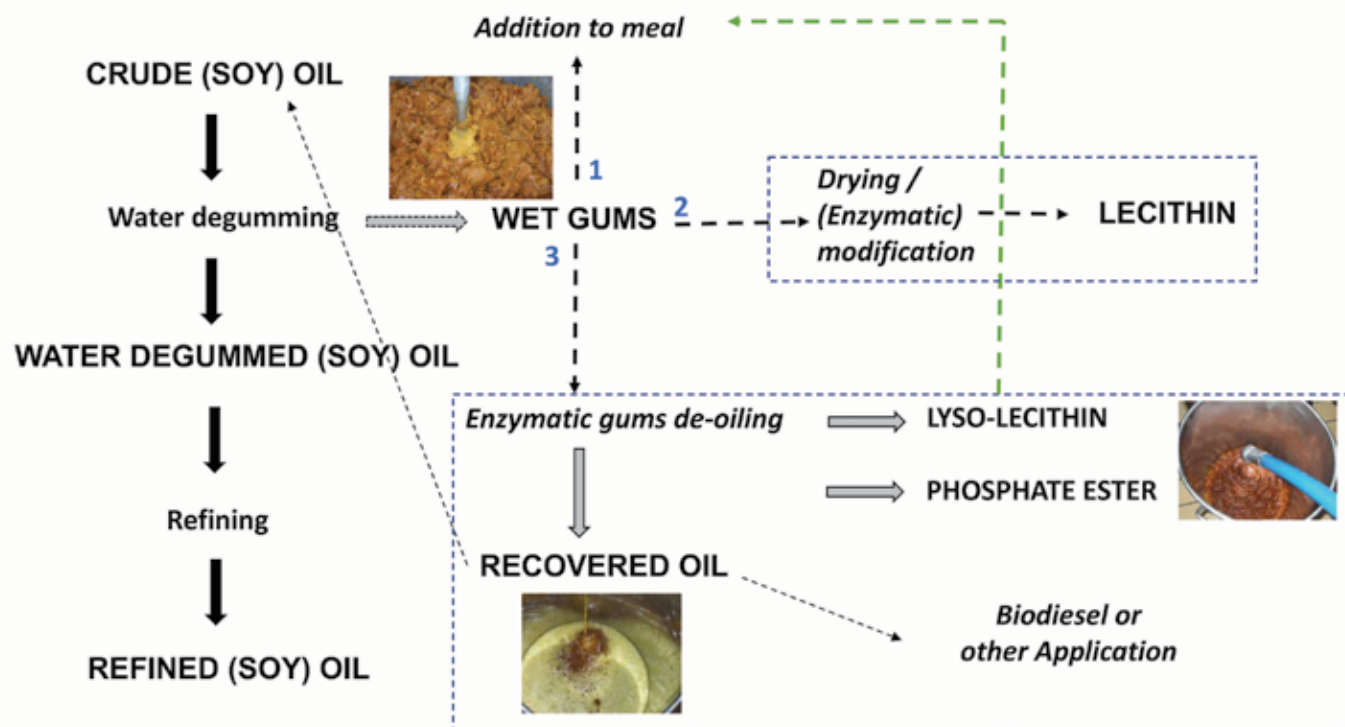 Addition to meal
CRUDE (SOY) OIL
1
Water degumming
WET GUMS
2
Drying /
(Enzymatic)
modification
LECITHIN
3
WATER DEGUMMED (SOY) OIL
Enzymatic gums de-oiling
LYSO-LECITHIN
PHOSPHATE ESTER
Refining
RECOVERED OIL
Biodiesel or
other Application
REFINED (SOY) OIL